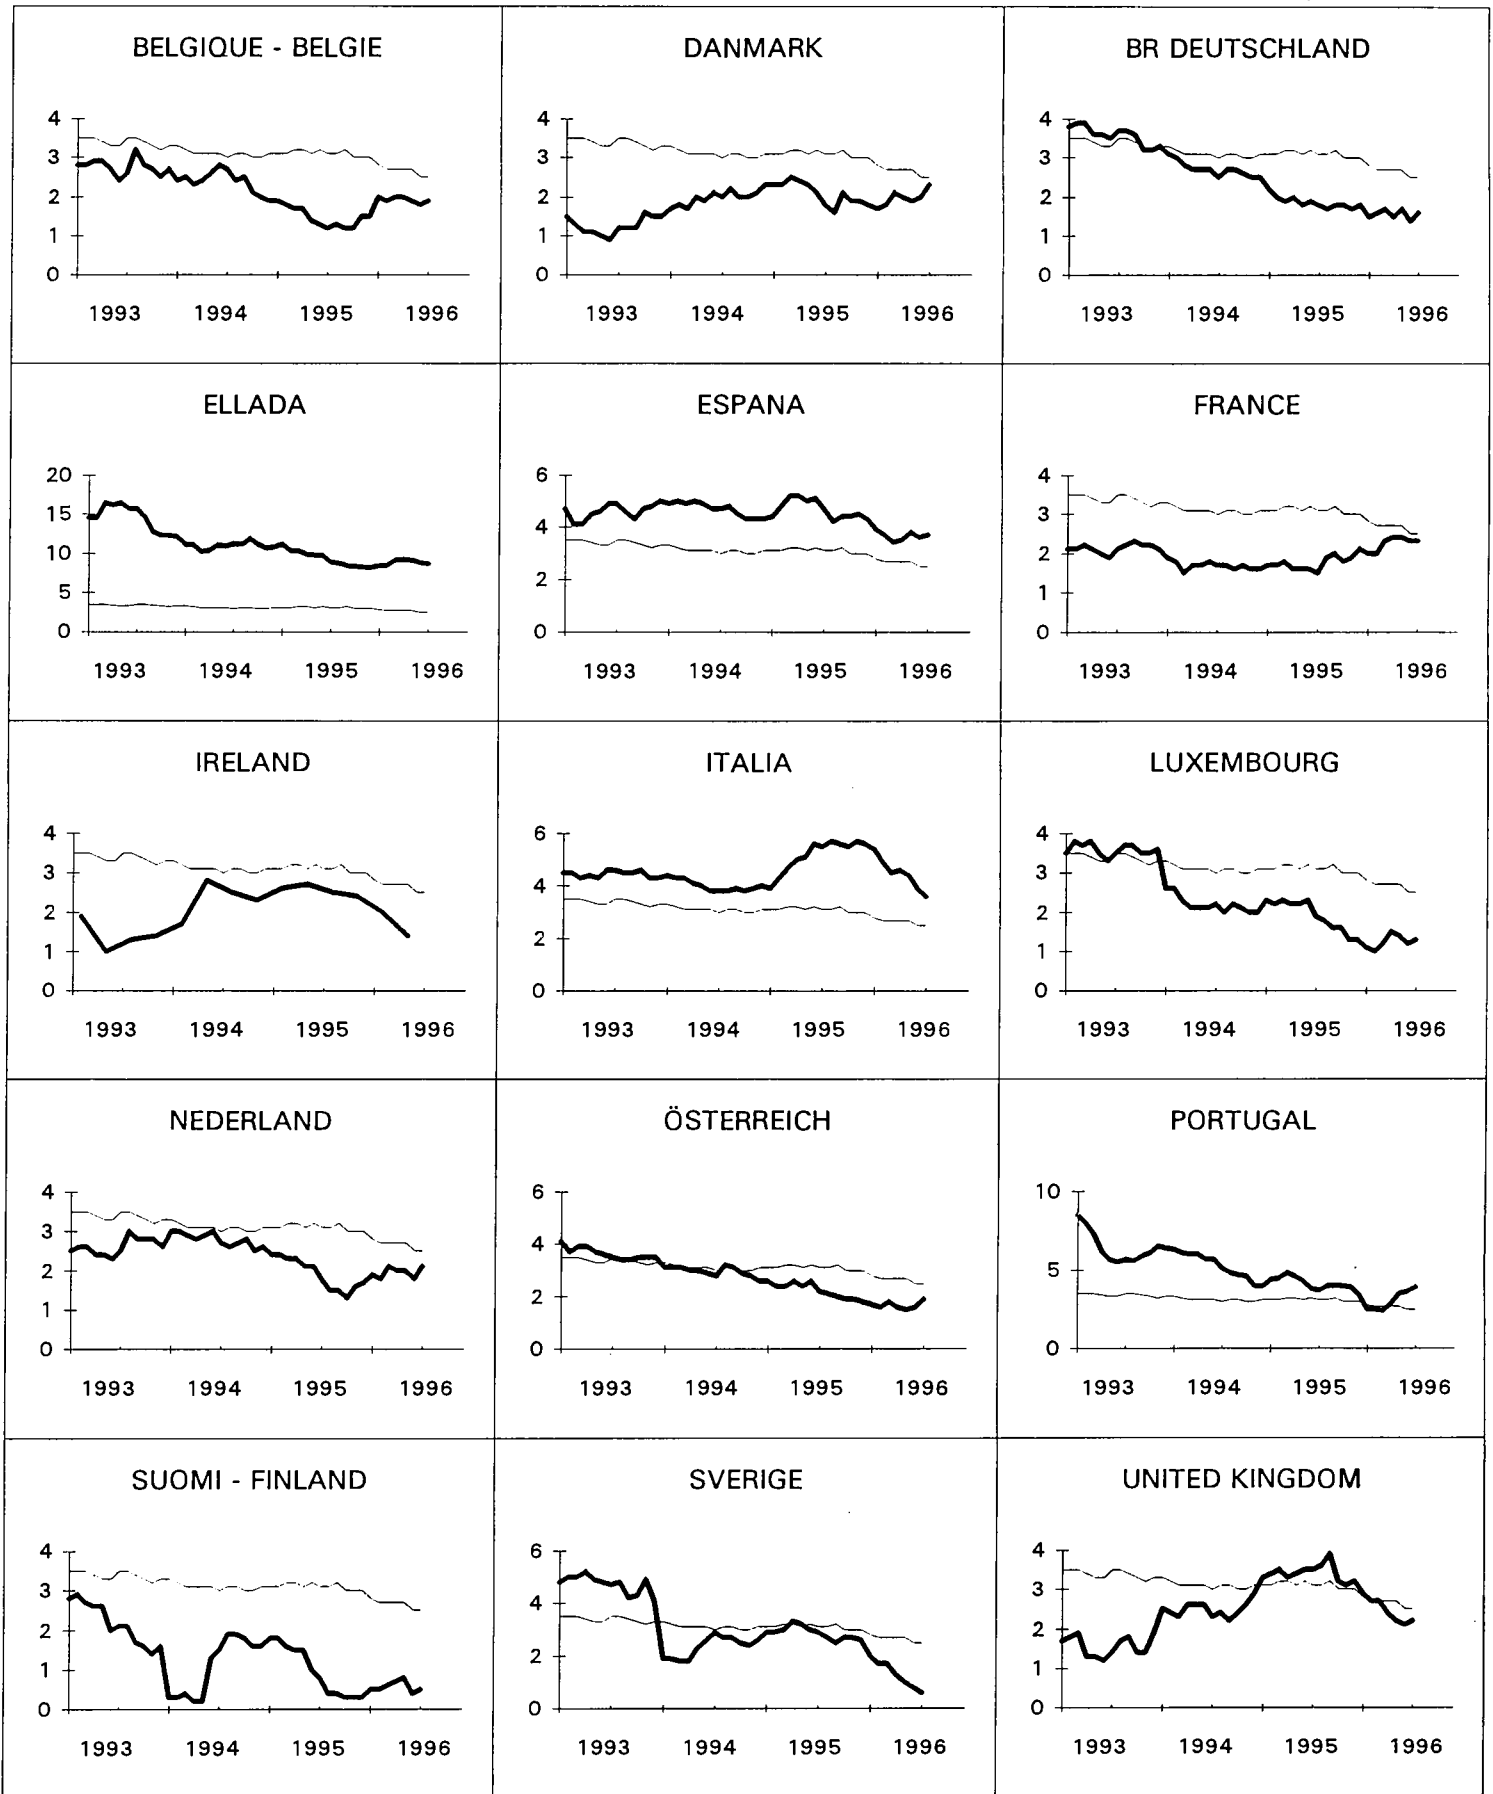 BELGIQUE - BELGIE
4
3
2
1
0
1993 1994 1995 1996
DANMARK
4
3
2
1
0
1993 1994 1995 1996
BR DEUTSCHLAND
4
3
2
1
0
1993 1994 1995 1996
ELLADA
20
15
10
5
0
1993 1994 1995 1996
ESPANA
6
4
2
0
1993 1994 1995 1996
FRANCE
4
3
2
1
0
1993 1994 1995 1996
IRELAND
4
3
2
1
0
1993 1994 1995 1996
ITALIA
6
4
2
0
1993 1994 1995 1996
LUXEMBOURG
4
3
2
1
0
1993 1994 1995 1996
NEDERLAND
4
3
2
1
0
1993 1994 1995 1996
ÖSTERREICH
6
4
2
0
1993 1994 1995 1996
PORTUGAL
10
5
0
1993 1994 1995 1996
SUOMI - FINLAND
4
3
2
1
0
1993 1994 1995 1996
SVERIGE
6
4
2
0
1993 1994 1995 1996
UNITED KINGDOM
4
3
2
1
0
1993 1994 1995 1996